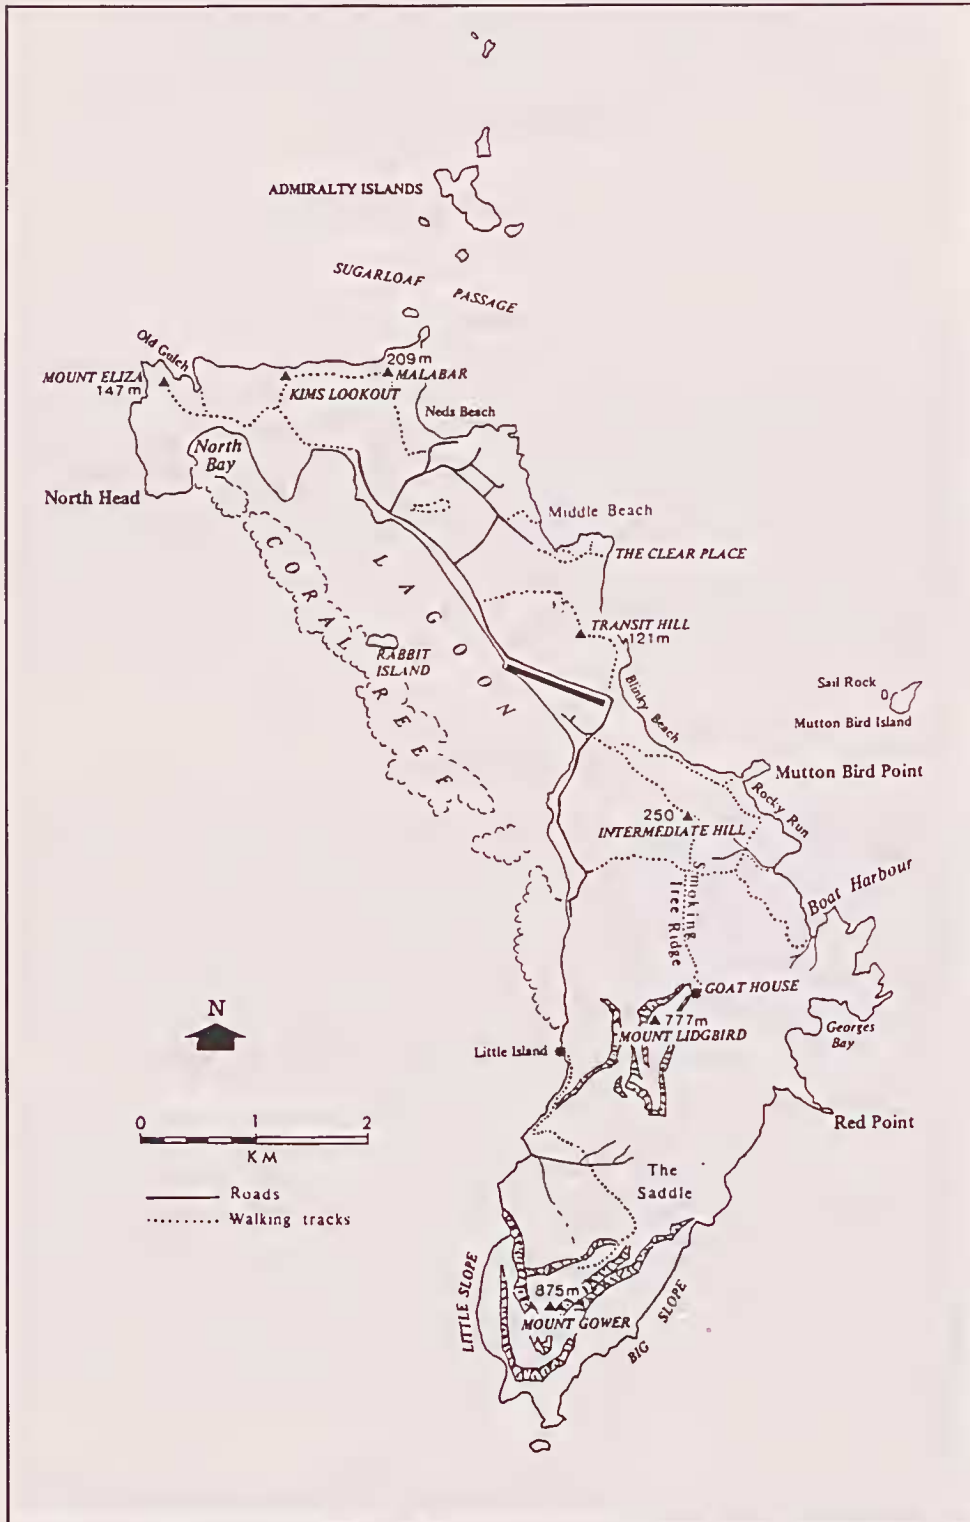 ADMIRALTY ISLANDS
SUGARLOAF PASSAGE
Old Gulch
209m
MALABAR
MOUNT ELIZA
147m
KIMS LOOKOUT
Neds Beach
North
Bay
North Head
Middle Beach
THE CLEAR PLACE
CORAL REEF
LAGOON
TRANSIT HILL
121m
RABBIT
ISLAND
Blinky Beach
Sail Rock
Mutton Bird Island
Mutton Bird Point
Rocky Run
250
INTERMEDIATE HILL
Smoking
Tree Ridge
Boat Harbour
GOAT HOUSE
777m
MOUNT LIDGBIRD
Georges
Bay
N
Little Island
Red Point
0 1 2
KM
The
Saddle
Roads
Walking tracks
LITTLE SLOPE
875m
MOUNT GOWER
BIG SLOPE